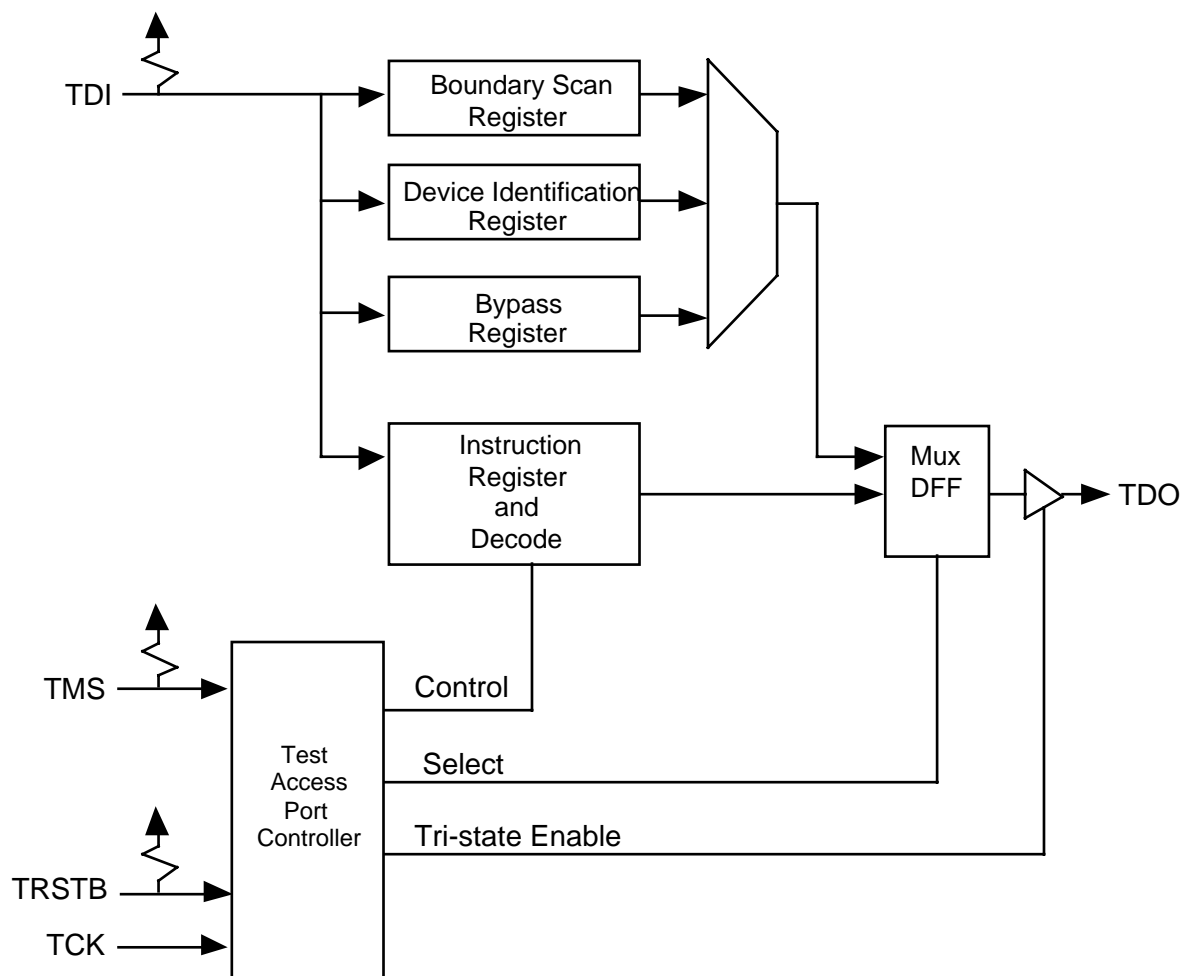 TDI
Boundary Scan
Register
Device Identification
Register
Bypass
Register
Instruction
Register
and
Decode
Mux
DFF
TDO
TMS
Control
Test
Access
Port
Controller
Select
Tri-state Enable
TRSTB
TCK